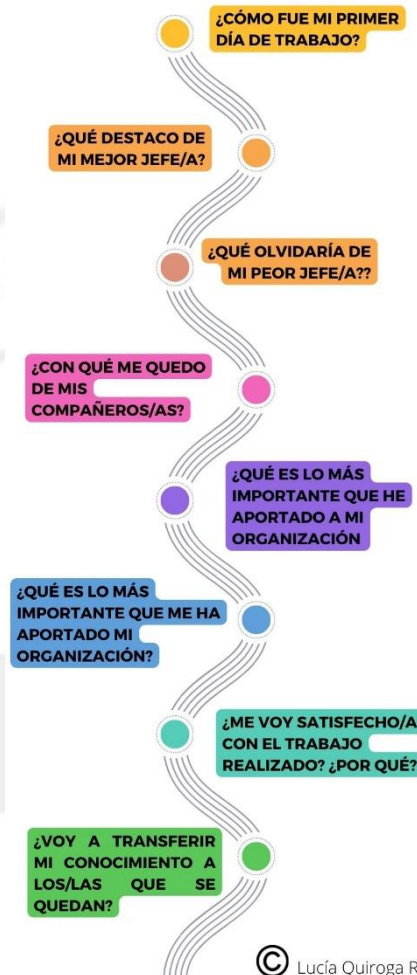 ¿CÓMO FUE MI PRIMER
DÍA DE TRABAJO?
¿QUÉ DESTACO DE
MI MEJOR JEFE/A?
¿QUÉ OLVIDARÍA DE
MI PEOR JEFE/A??
¿CON QUÉ ME QUEDO
DE MIS
COMPAÑEROS/AS?
¿QUÉ ES LO MÁS
IMPORTANTE QUE HE
APORTADO A MI
ORGANIZACIÓN
¿QUÉ ES LO MÁS
IMPORTANTE QUE ME HA
APORTADO MI
ORGANIZACIÓN?
¿ME VOY SATISFECHO/A
CON EL TRABAJO
REALIZADO? ¿POR QUÉ?
¿VOY A TRANSFERIR
MI CONOCIMIENTO A
LOS/LAS QUE SE
QUEDAN?
© Lucía Quiroga R